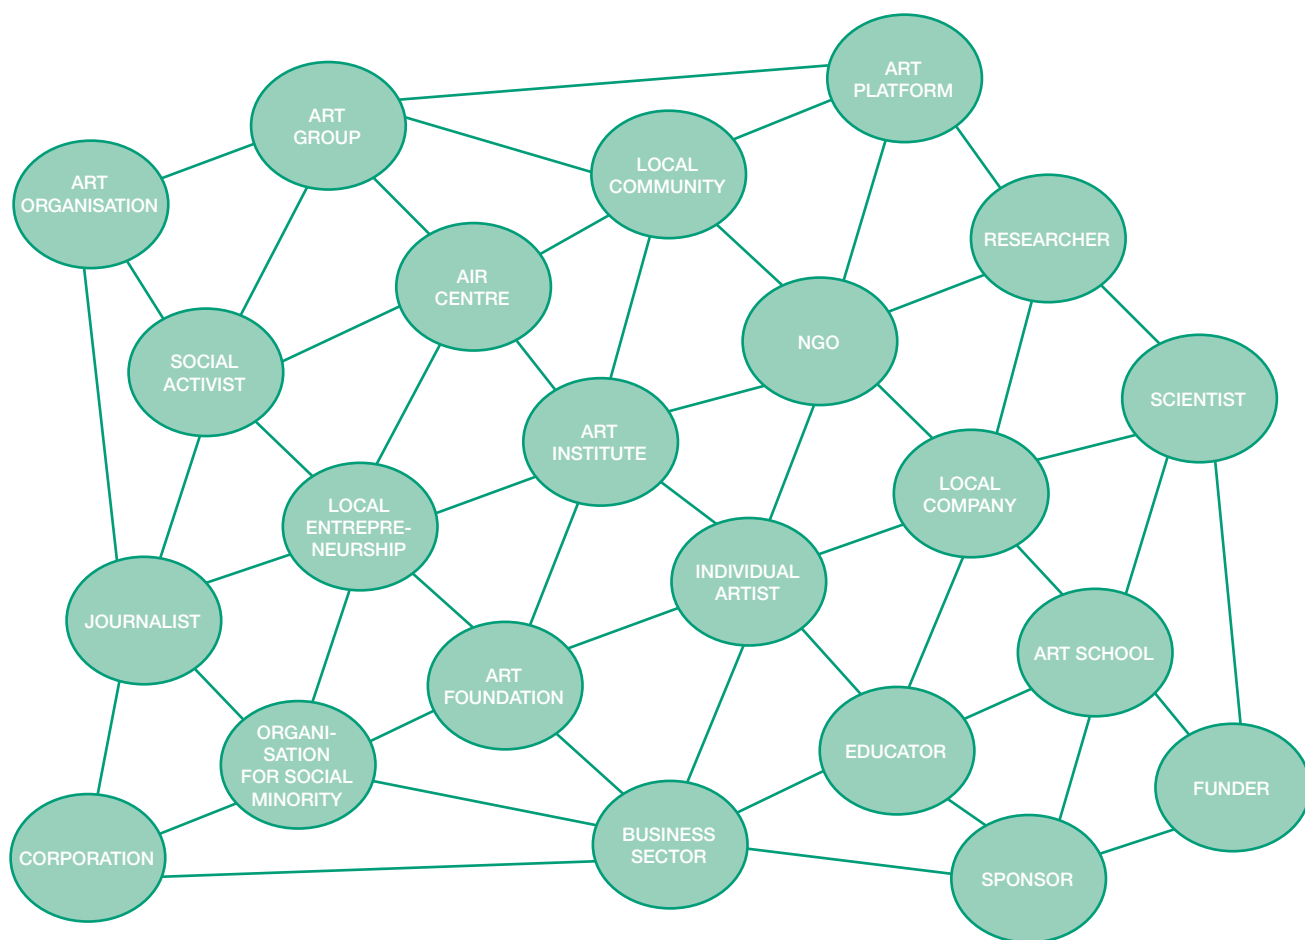 ART
PLATFORM
ART
GROUP
LOCAL
COMMUNITY
ART
ORGANISATION
RESEARCHER
AIR
CENTRE
NGO
SOCIAL
ACTIVIST
SCIENTIST
ART
INSTITUTE
LOCAL
COMPANY
LOCAL
ENTREPRE-
NEURSHIP
INDIVIDUAL
ARTIST
JOURNALIST
ART SCHOOL
ART
FOUNDATION
ORGANI-
SATION
FOR SOCIAL
MINORITY
EDUCATOR
FUNDER
CORPORATION
BUSINESS
SECTOR
SPONSOR